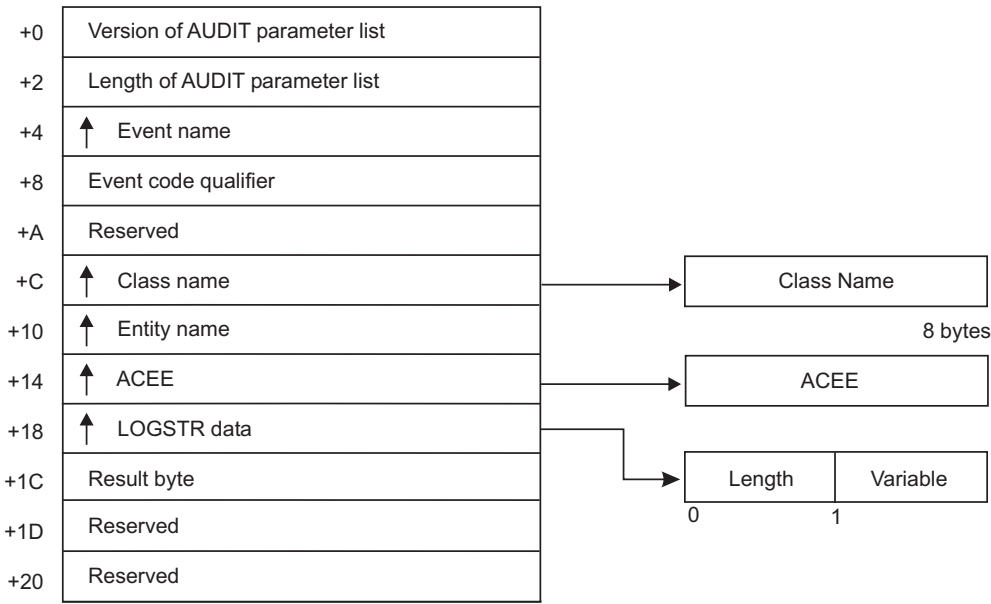 +0 Version of AUDIT parameter list
+2 Length of AUDIT parameter list
+4 Event name
+8 Event code qualifier
+A Reserved
+C Class name Class Name
+10 Entity name 8 bytes
+14 ACEE ACEE
+18 LOGSTR data
+1C Result byte Length Variable
0 1
+1D Reserved
+20 Reserved